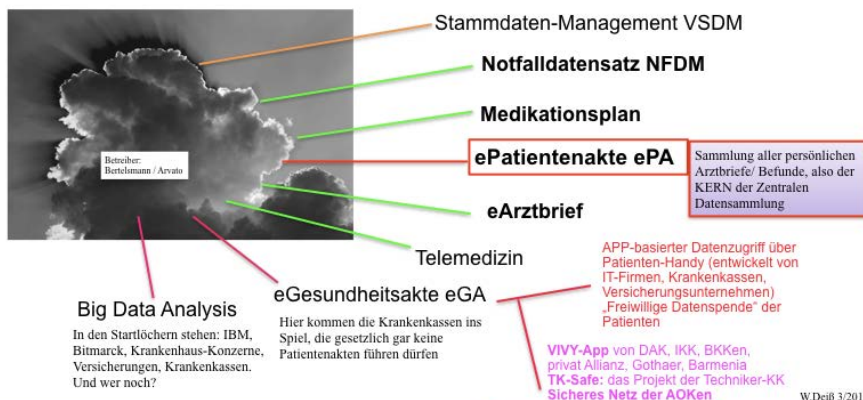 Stammdaten-Management VSDM
Notfalldatensatz NFDM
Medikationsplan
Betreiber:
Bertelsmann / Arvato
ePatientenakte ePA
Sammlung aller persönlichen
Arztbriefe/ Befunde, also der
KERN der Zentralen
Datensammlung
eArztbrief
Telemedizin
Big Data Analysis
In den Startlöchern stehen: IBM,
Bitmarck, Krankenhaus-Konzerne,
Versicherungen, Krankenkassen.
Und wer noch?
eGesundheitsakte eGA
Hier kommen die Krankenkassen ins
Spiel, die gesetzlich gar keine
Patientenakten führen dürfen
APP-basierter Datenzugriff über
Patienten-Handy (entwickelt von
IT-Firmen, Krankenkassen,
Versicherungsunternehmen)
„Freiwillige Datenspende“ der
Patienten
VIVY-App von DAK, IKK, BKKen,
privat Allianz, Gothaer, Barmenia
TK-Safe: das Projekt der Techniker-KK
Sicheres Netz der AOKen
W.Deiß